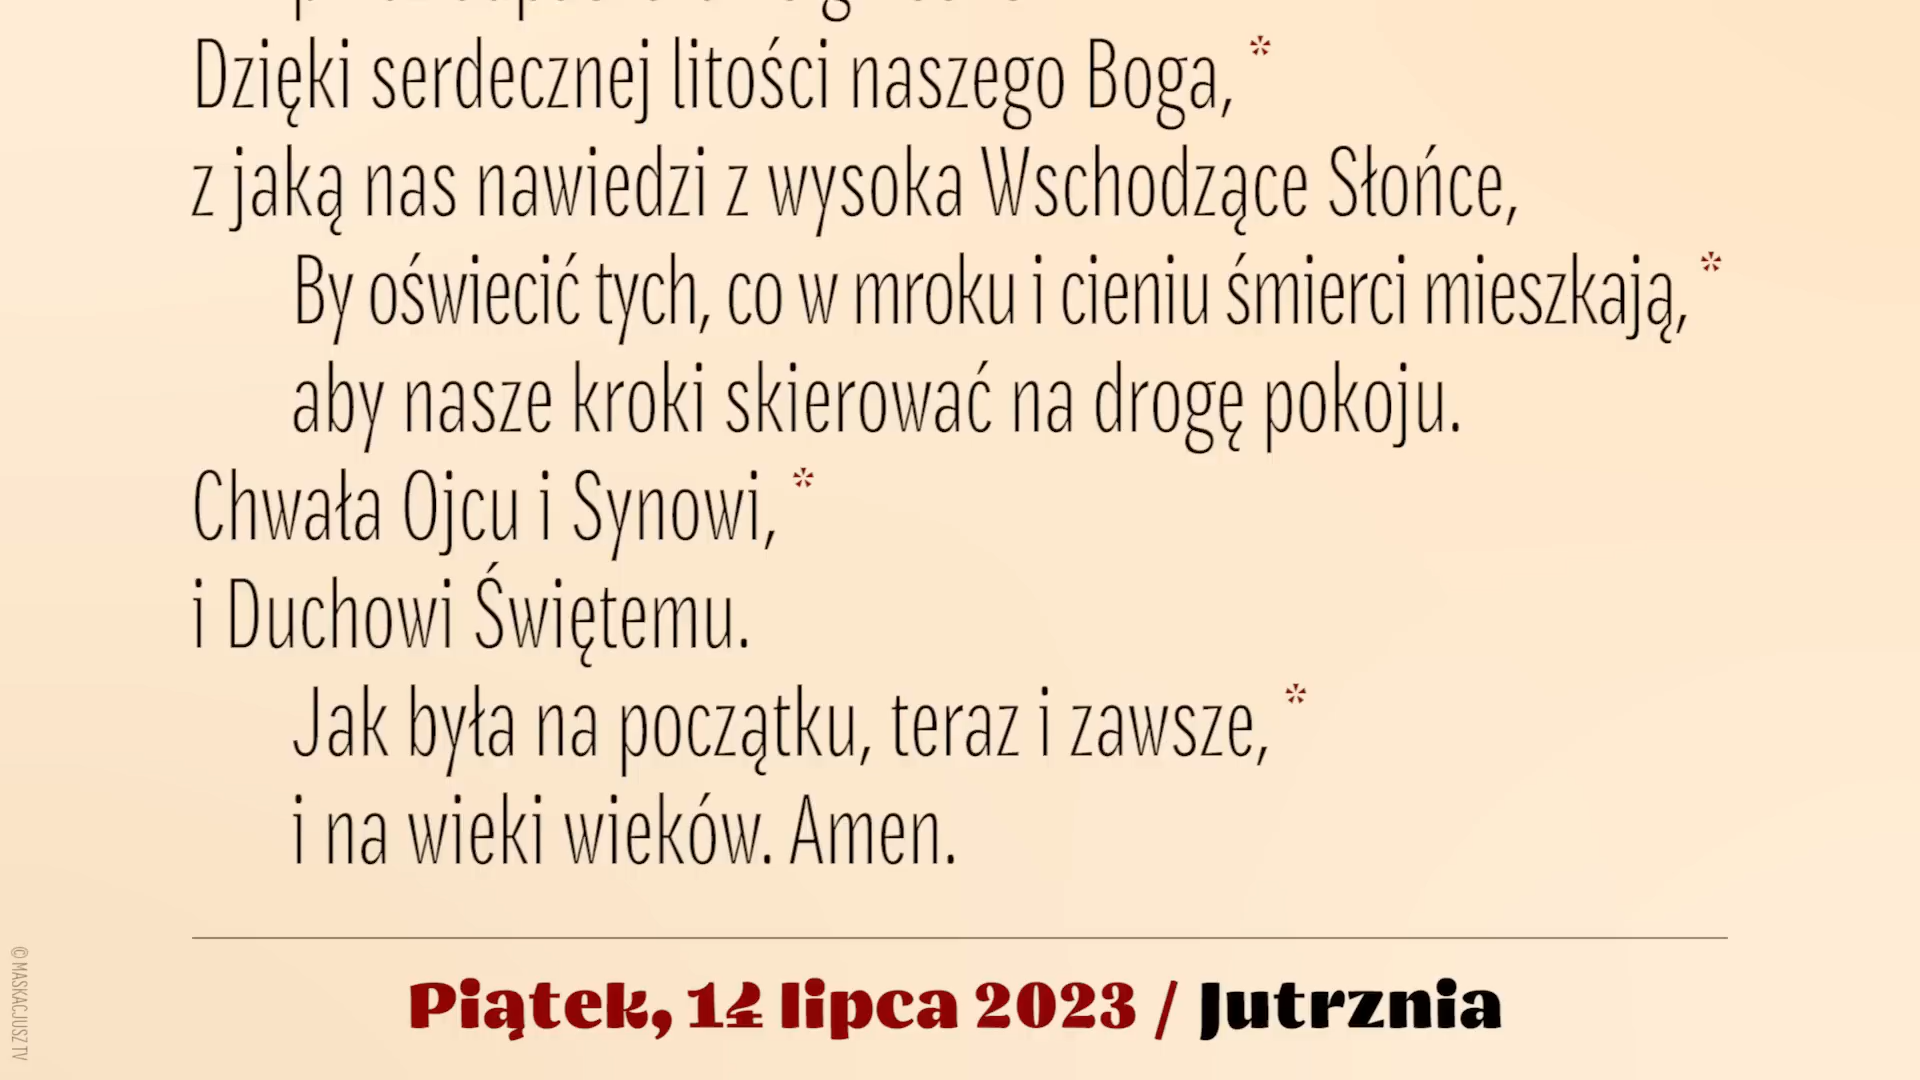 Dzięki serdecznej litości naszego Boga, *
z jaką nas nawiedzi z wysoka Wschodzące Słońce,
By oświecić tych, co w mroku i cieniu śmierci mieszkają, *
aby nasze kroki skierować na drogę pokoju.
Chwała Ojcu i Synowi, *
i Duchowi Świętemu.
Jak była na początku, teraz i zawsze, *
i na wieki wieków. Amen.
Piątek, 14 lipca 2023 / Jutrznia
© MASKACJUSZ TV